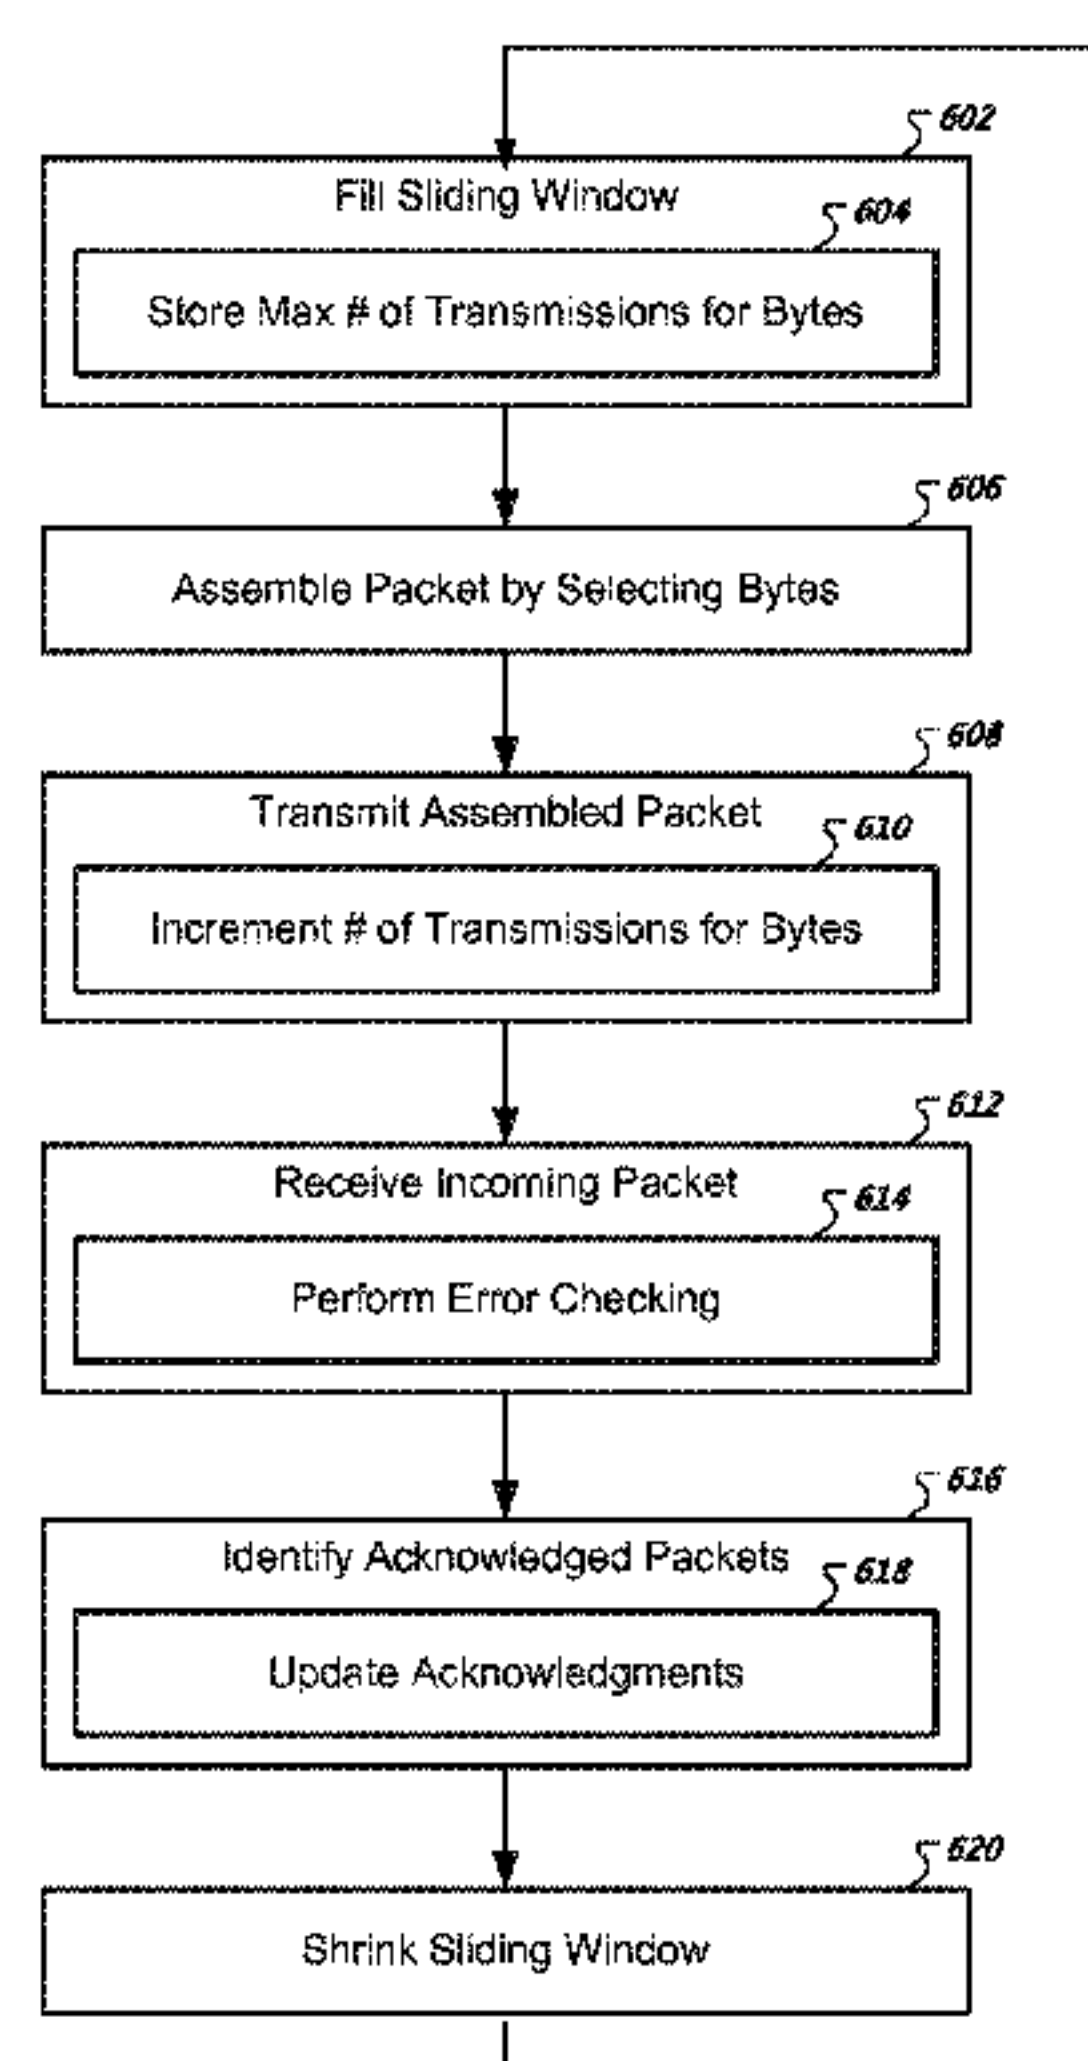 602
Fill Sliding Window
604
Store Max # of Transmissions for Bytes
606
Assemble Packet by Selecting Bytes
608
Transmit Assembled Packet
610
Increment # of Transmissions for Bytes
612
Receive Incoming Packet
614
Perform Error Checking
616
Identify Acknowledged Packets
618
Update Acknowledgments
620
Shrink Sliding Window